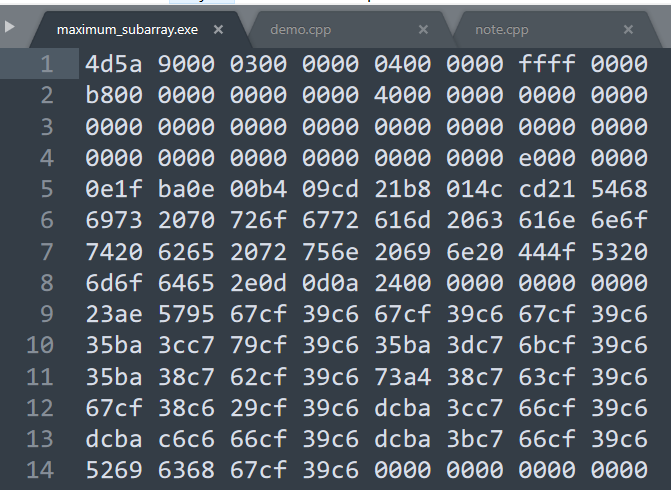 maximum_subarray.exe × demo.cpp × note.cpp ×
1 4d5a 9000 0300 0000 0400 0000 ffff 0000
2 b800 0000 0000 0000 4000 0000 0000 0000
3 0000 0000 0000 0000 0000 0000 0000 0000
4 0000 0000 0000 0000 0000 0000 e000 0000
5 0e1f ba0e 00b4 09cd 21b8 014c cd21 5468
6 6973 2070 726f 6772 616d 2063 616e 6e6f
7 7420 6265 2072 756e 2069 6e20 444f 5320
8 6d6f 6465 2e0d 0d0a 2400 0000 0000 0000
9 23ae 5795 67cf 39c6 67cf 39c6 67cf 39c6
10 35ba 3cc7 79cf 39c6 35ba 3dc7 6bcf 39c6
11 35ba 38c7 62cf 39c6 73a4 38c7 63cf 39c6
12 67cf 38c6 29cf 39c6 dcba 3cc7 66cf 39c6
13 dcba c6c6 66cf 39c6 dcba 3bc7 66cf 39c6
14 5269 6368 67cf 39c6 0000 0000 0000 0000